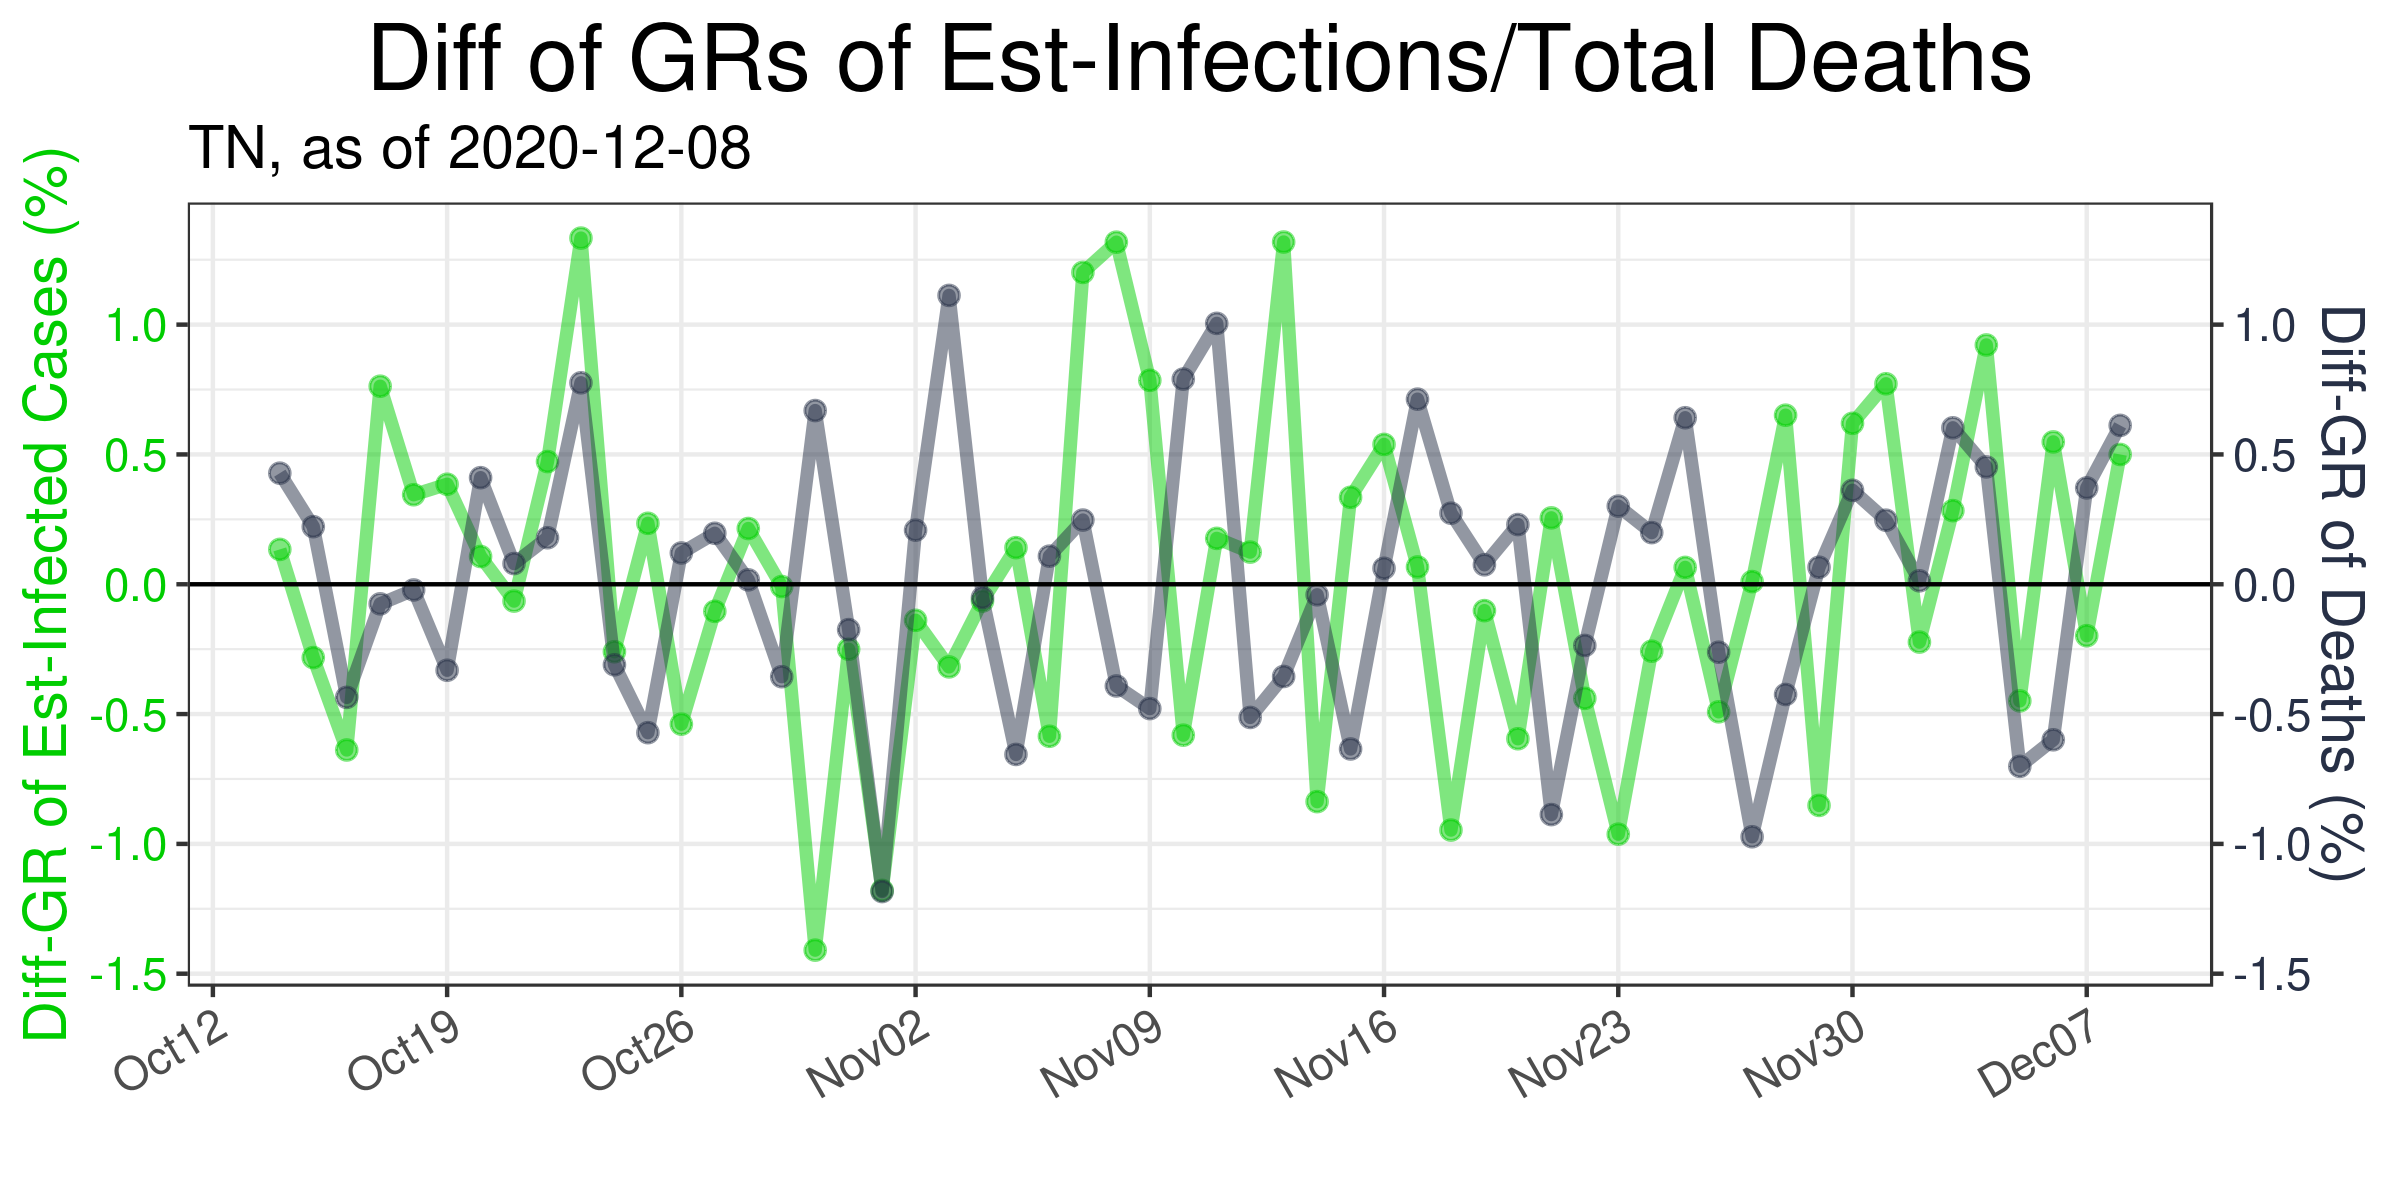 Diff of GRs of Est-Infections/Total Deaths
TN, as of 2020-12-08
Diff-GR of Est-Infected Cases (%)
1.0
0.5
0.0
-0.5
-1.0
-1.5
1.0
0.5
0.0
-0.5
-1.0
-1.5
Diff-GR of Deaths (%)
Oct12 Oct19 Oct26 Nov02 Nov09 Nov16 Nov23 Nov30 Dec07